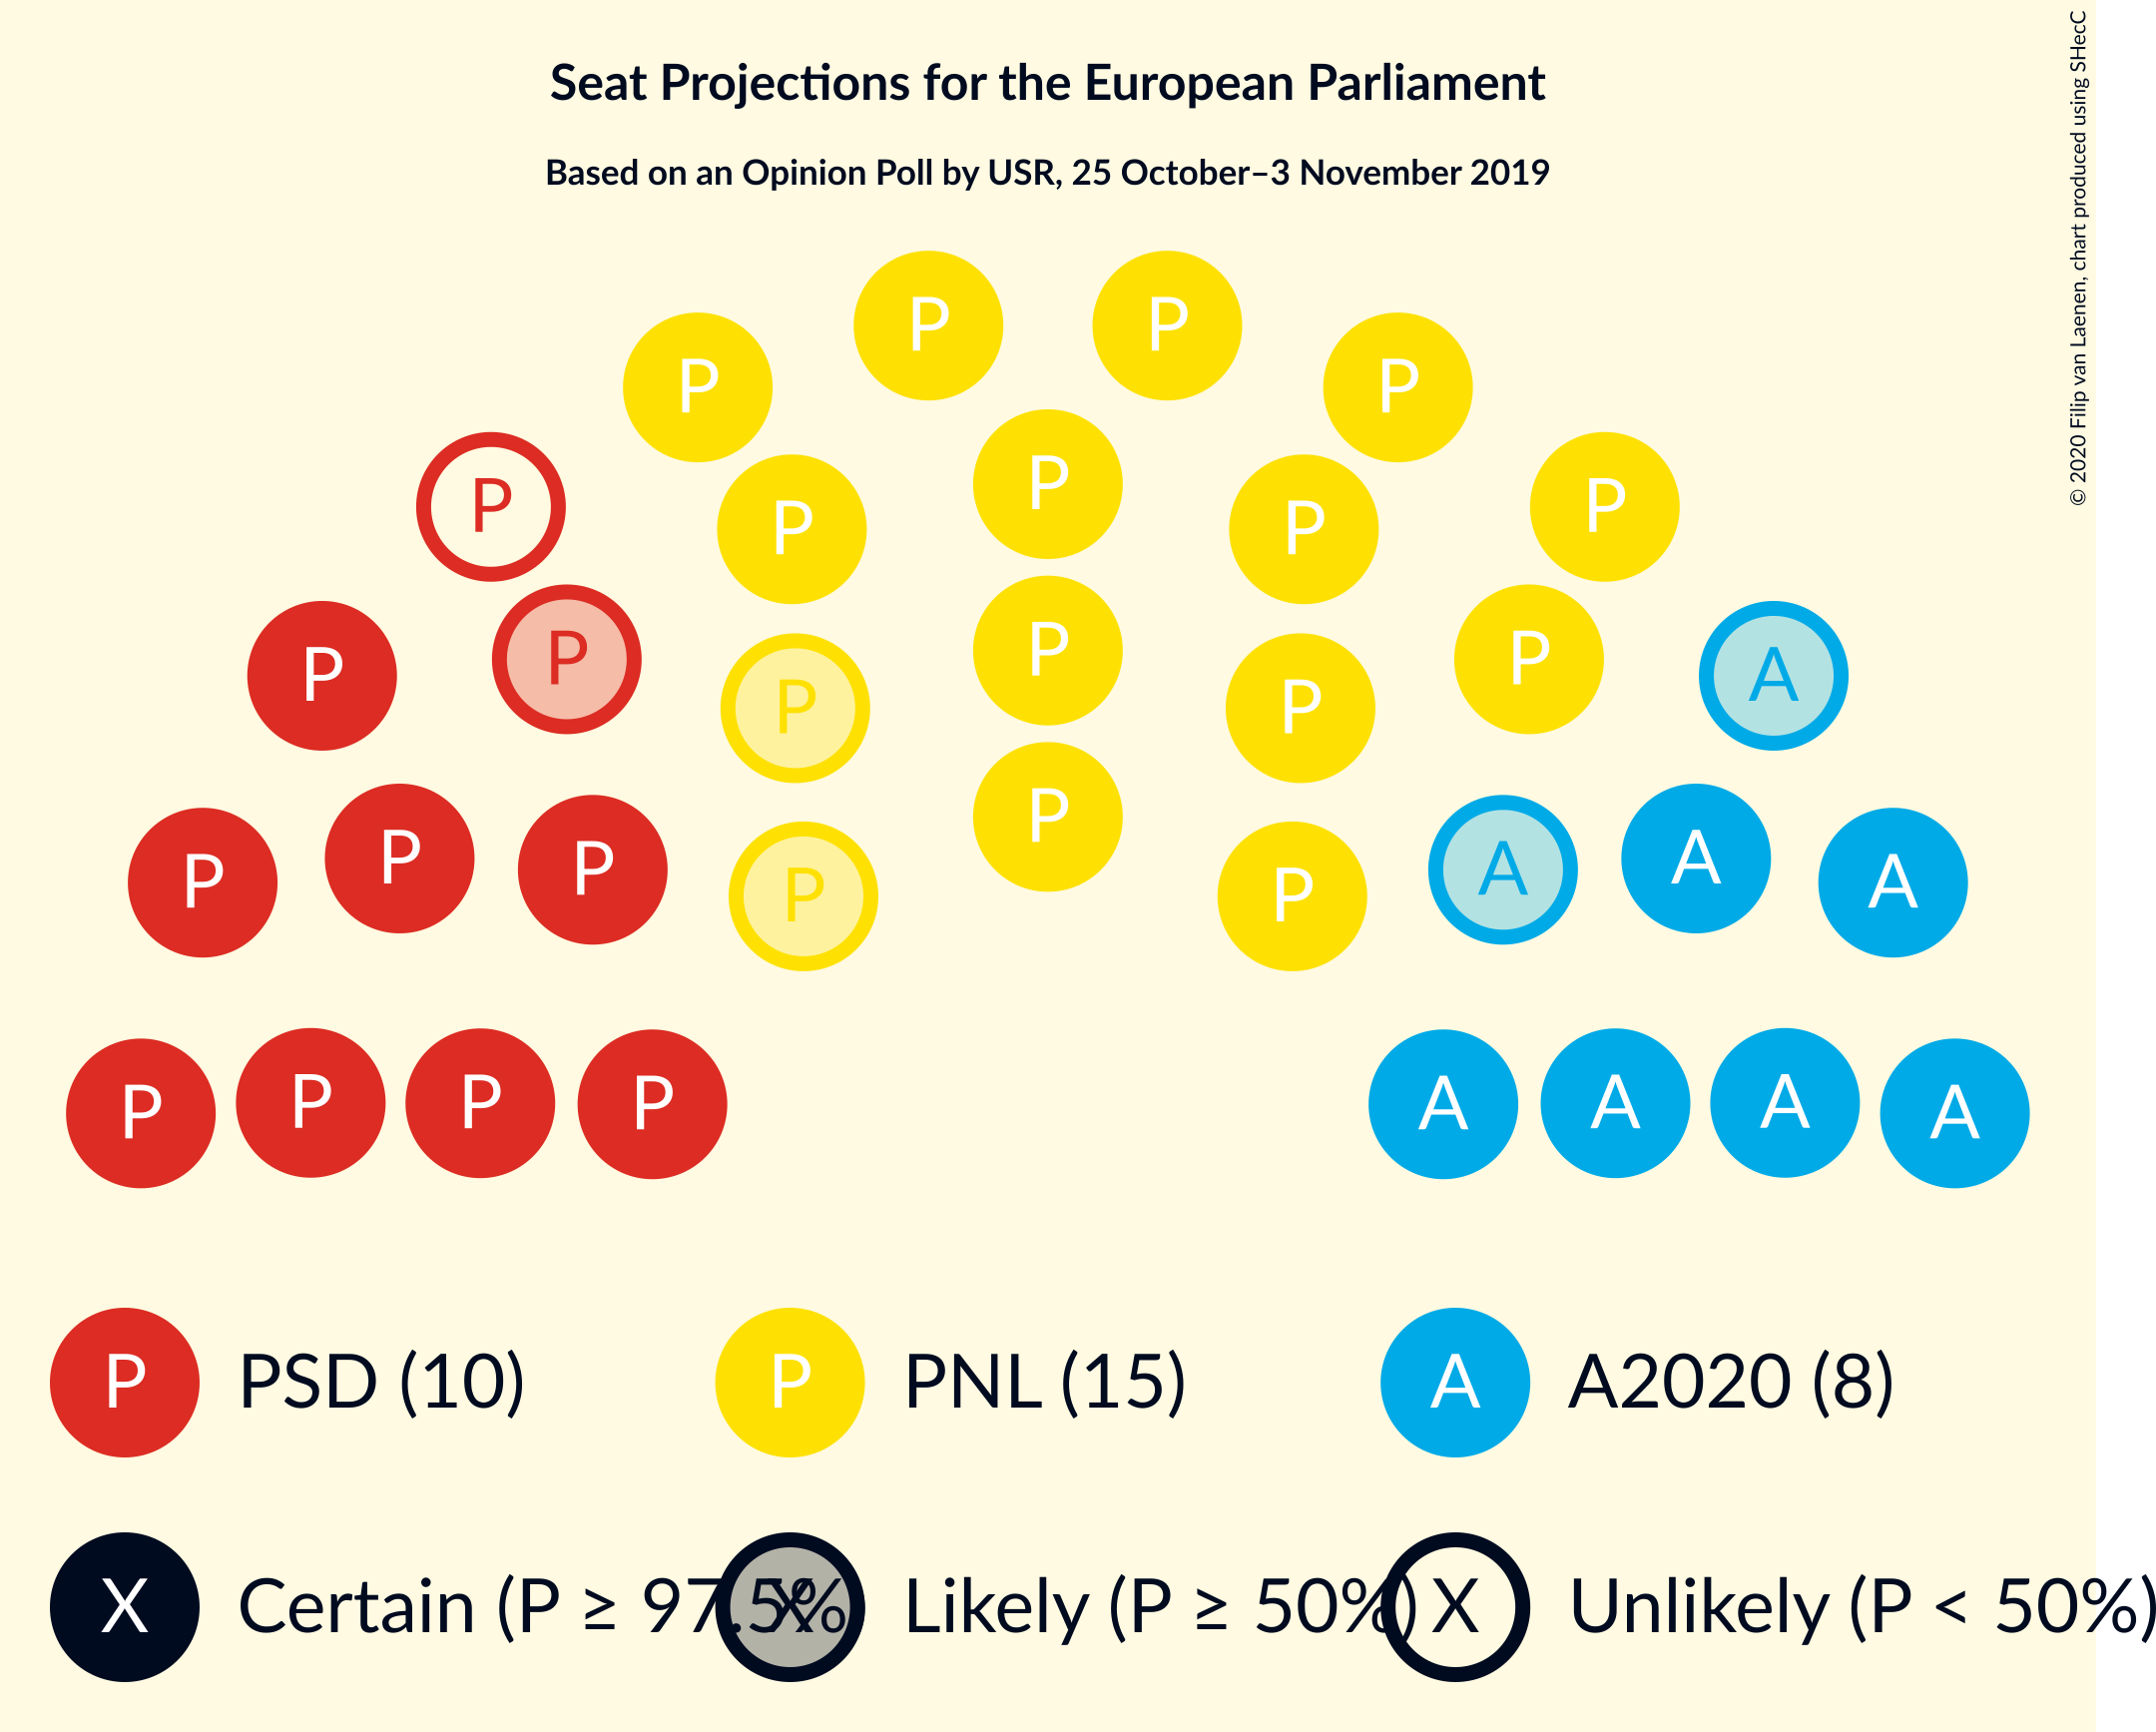 Seat Projections for the European Parliament
Based on an Opinion Poll by USR, 25 October–3 November 2019
© 2020 Filip van Laenen, chart produced using SHecC
P P
P P
P
P P
P P P
P P
P P
P A
P P P
P
P P A A
P P A
P P
P P P A A A
P A
P PSD (10) P PNL (15) A A2020 (8)
X Certain (P ≥ 97.5% X Likely (P ≥ 50%) X Unlikely (P < 50%)